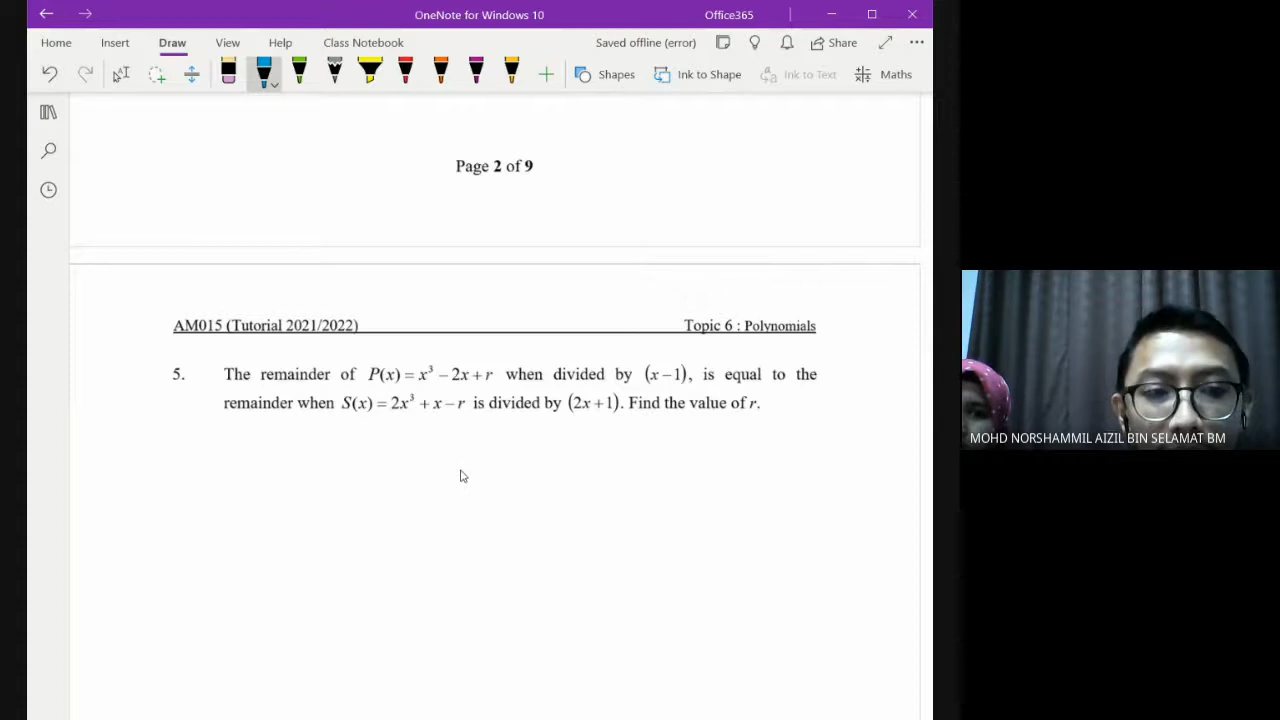 OneNote for Windows 10
Office365
Home
Insert
Draw
View
Help
Class Notebook
Saved offline (error)
Share
Shapes
Ink to Shape
Ink to Text
Maths
Page 2 of 9
AM015 (Tutorial 2021/2022)
Topic 6 : Polynomials
5. The remainder of P(x) = x³ − 2x + r when divided by (x − 1), is equal to the
remainder when S(x) = 2x³ + x − r is divided by (2x + 1). Find the value of r.
MOHD NORSHAMMIL AIZIL BIN SELAMAT BM